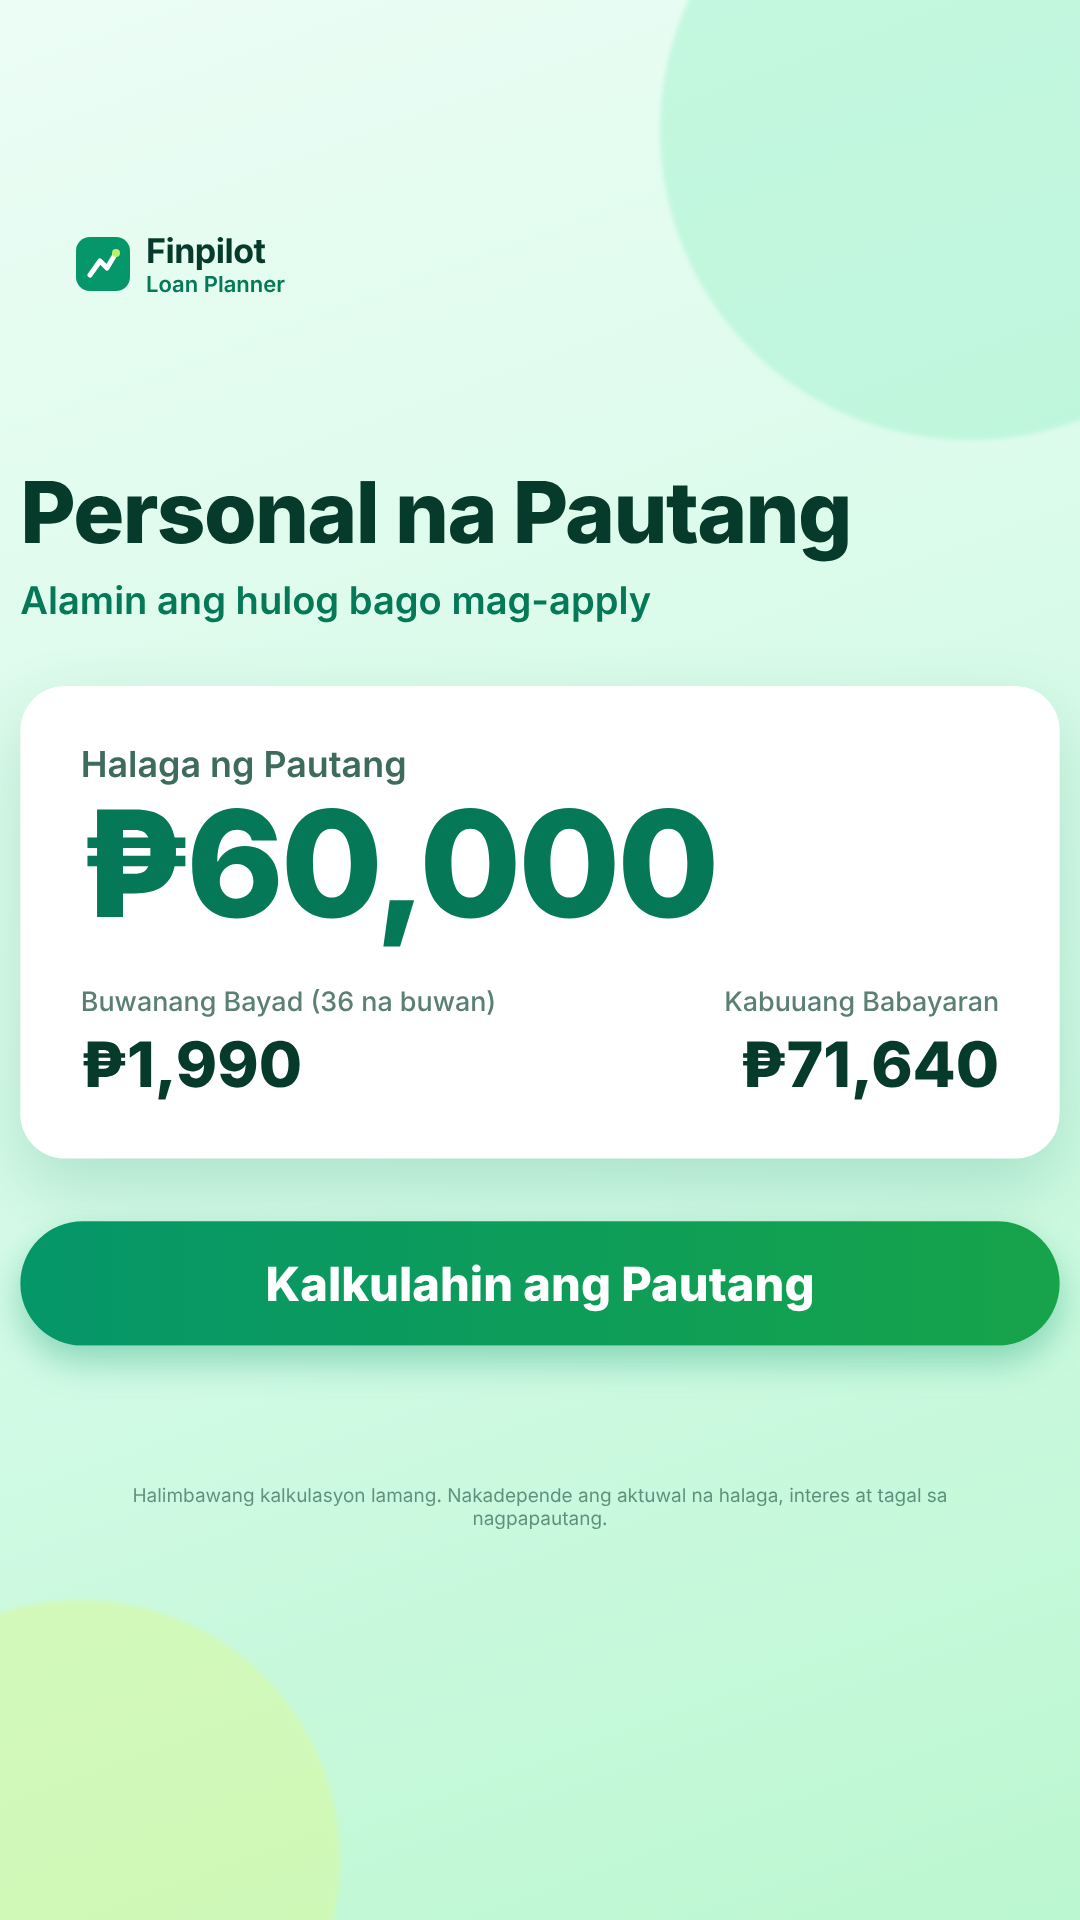 Finpilot
Loan Planner
Personal na Pautang
Alamin ang hulog bago mag-apply
Halaga ng Pautang
₱60,000
Buwanang Bayad (36 na buwan)
₱1,990
Kabuuang Babayaran
₱71,640
Kalkulahin ang Pautang
Halimbawang kalkulasyon lamang. Nakadepende ang aktuwal na halaga, interes at tagal sa
nagpapautang.